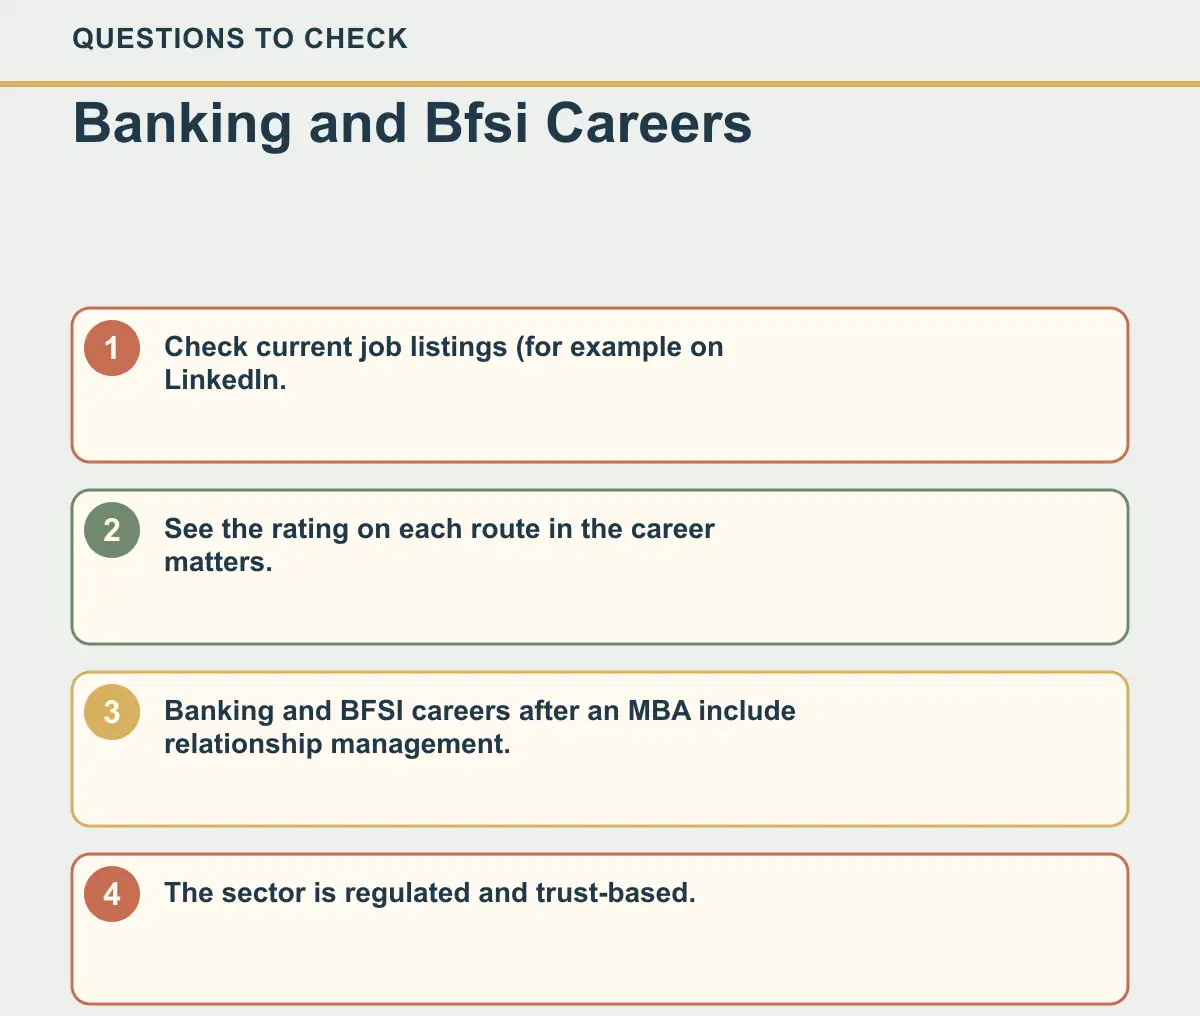 QUESTIONS TO CHECK
Banking and Bfsi Careers
1
Check current job listings (for example on
LinkedIn.
2
See the rating on each route in the career
matters.
3
Banking and BFSI careers after an MBA include
relationship management.
4
The sector is regulated and trust-based.